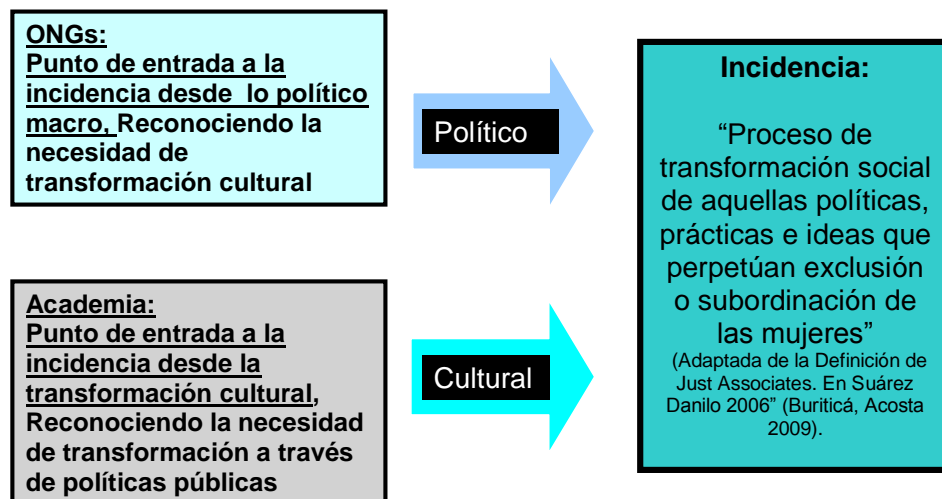 ONGs:
Punto de entrada a la
incidencia desde lo político
macro, Reconociendo la
necesidad de
transformación cultural
Político
Academia:
Punto de entrada a la
incidencia desde la
transformación cultural,
Reconociendo la necesidad
de transformación a través
de políticas públicas
Cultural
Incidencia:
“Proceso de
transformación social
de aquellas políticas,
prácticas e ideas que
perpetúan exclusión
o subordinación de
las mujeres”
(Adaptada de la Definición de
Just Associates. En Suárez
Danilo 2006” (Buriticá, Acosta
2009).